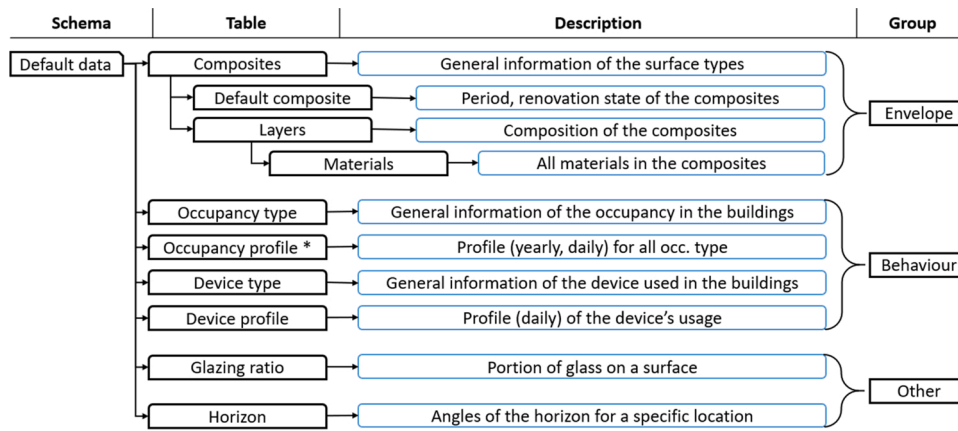 Schema Table Description Group
Default data Composites General information of the surface types
Default composite Period, renovation state of the composites
Envelope
Layers Composition of the composites
Materials All materials in the composites
Occupancy type General information of the occupancy in the buildings
Occupancy profile * Profile (yearly, daily) for all occ. type
Behaviour
Device type General information of the device used in the buildings
Device profile Profile (daily) of the device's usage
Glazing ratio Portion of glass on a surface
Other
Horizon Angles of the horizon for a specific location